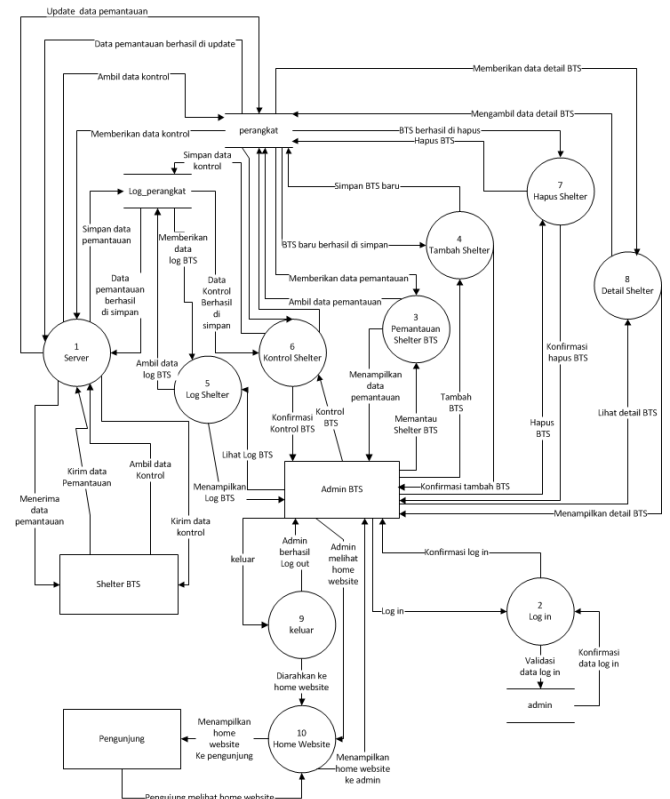 Update data pemantauan
Data pemantauan berhasil di update
Memberikan data detail BTS
Ambil data kontrol
Mengambil data detail BTS
perangkat
Memberikan data kontrol
BTS berhasil di hapus
Hapus BTS
Simpan data
kontrol
7
Hapus Shelter
Log_perangkat
Simpan BTS baru
Simpan data
pemantauan
Memberikan
data
log BTS
4
Tambah Shelter
BTS baru berhasil di simpan
8
Detail Shelter
Data
pemantauan
berhasil
di simpan
Data
Kontrol
Berhasil
di
simpan
Memberikan data pemantauan
Ambil data pemantauan
3
Pemantauan
Shelter BTS
1
Server
6
Kontrol Shelter
Konfirmasi
hapus BTS
Ambil data
log BTS
5
Log Shelter
Menampilkan
data
pemantauan
Tambah
BTS
Konfirmasi
Kontrol BTS
Kontrol
BTS
Memantau
Shelter BTS
Hapus
BTS
Lihat detail BTS
Lihat Log BTS
Menampilkan
Log BTS
Admin BTS
Konfirmasi tambah BTS
Menampilkan detail BTS
Kirim data
Pemantauan
Ambil data
Kontrol
Menerima
data
pemantauan
Kirim data
kontrol
Shelter BTS
keluar
Admin
berhasil
Log out
Admin
melihat
home
website
Konfirmasi log in
Log in
2
Log in
9
keluar
Validasi
data log in
Konfirmasi
data log in
Diarahkan ke
home website
admin
Pengunjung
Menampilkan
home
website
Ke pengunjung
10
Home Website
Menampilkan
home website
ke admin
Pengujung melihat home website